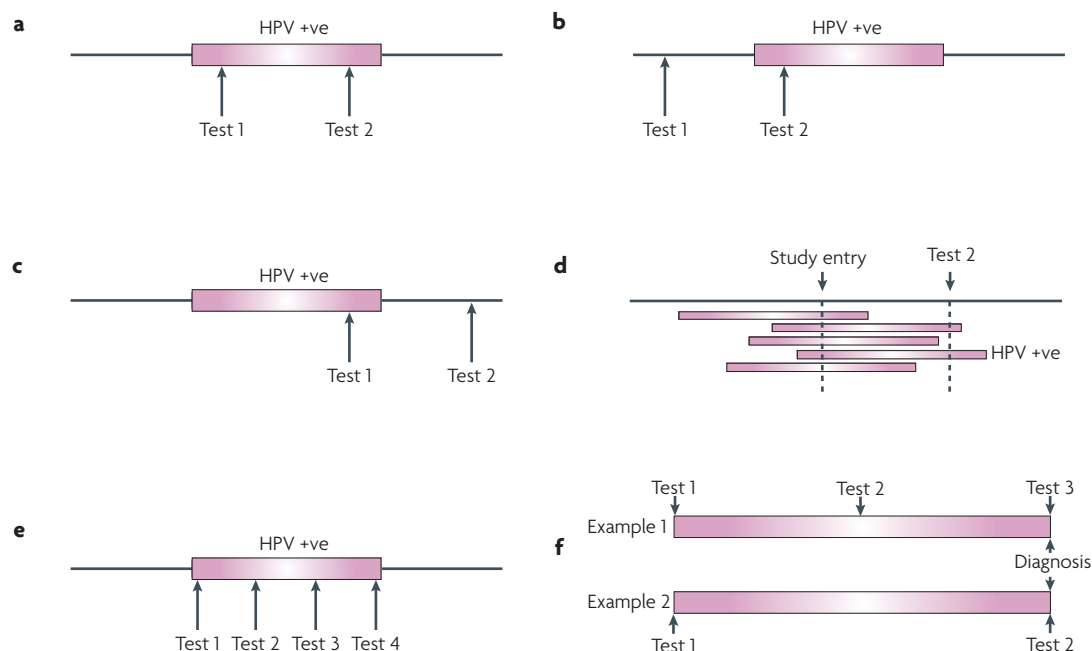 a
HPV +ve
Test 1
Test 2
b
HPV +ve
Test 1
Test 2
c
HPV +ve
Test 1
Test 2
d
Study entry
Test 2
HPV +ve
e
HPV +ve
Test 1
Test 2
Test 3
Test 4
f
Test 1
Test 2
Test 3
Example 1
Diagnosis
Example 2
Test 1
Test 2